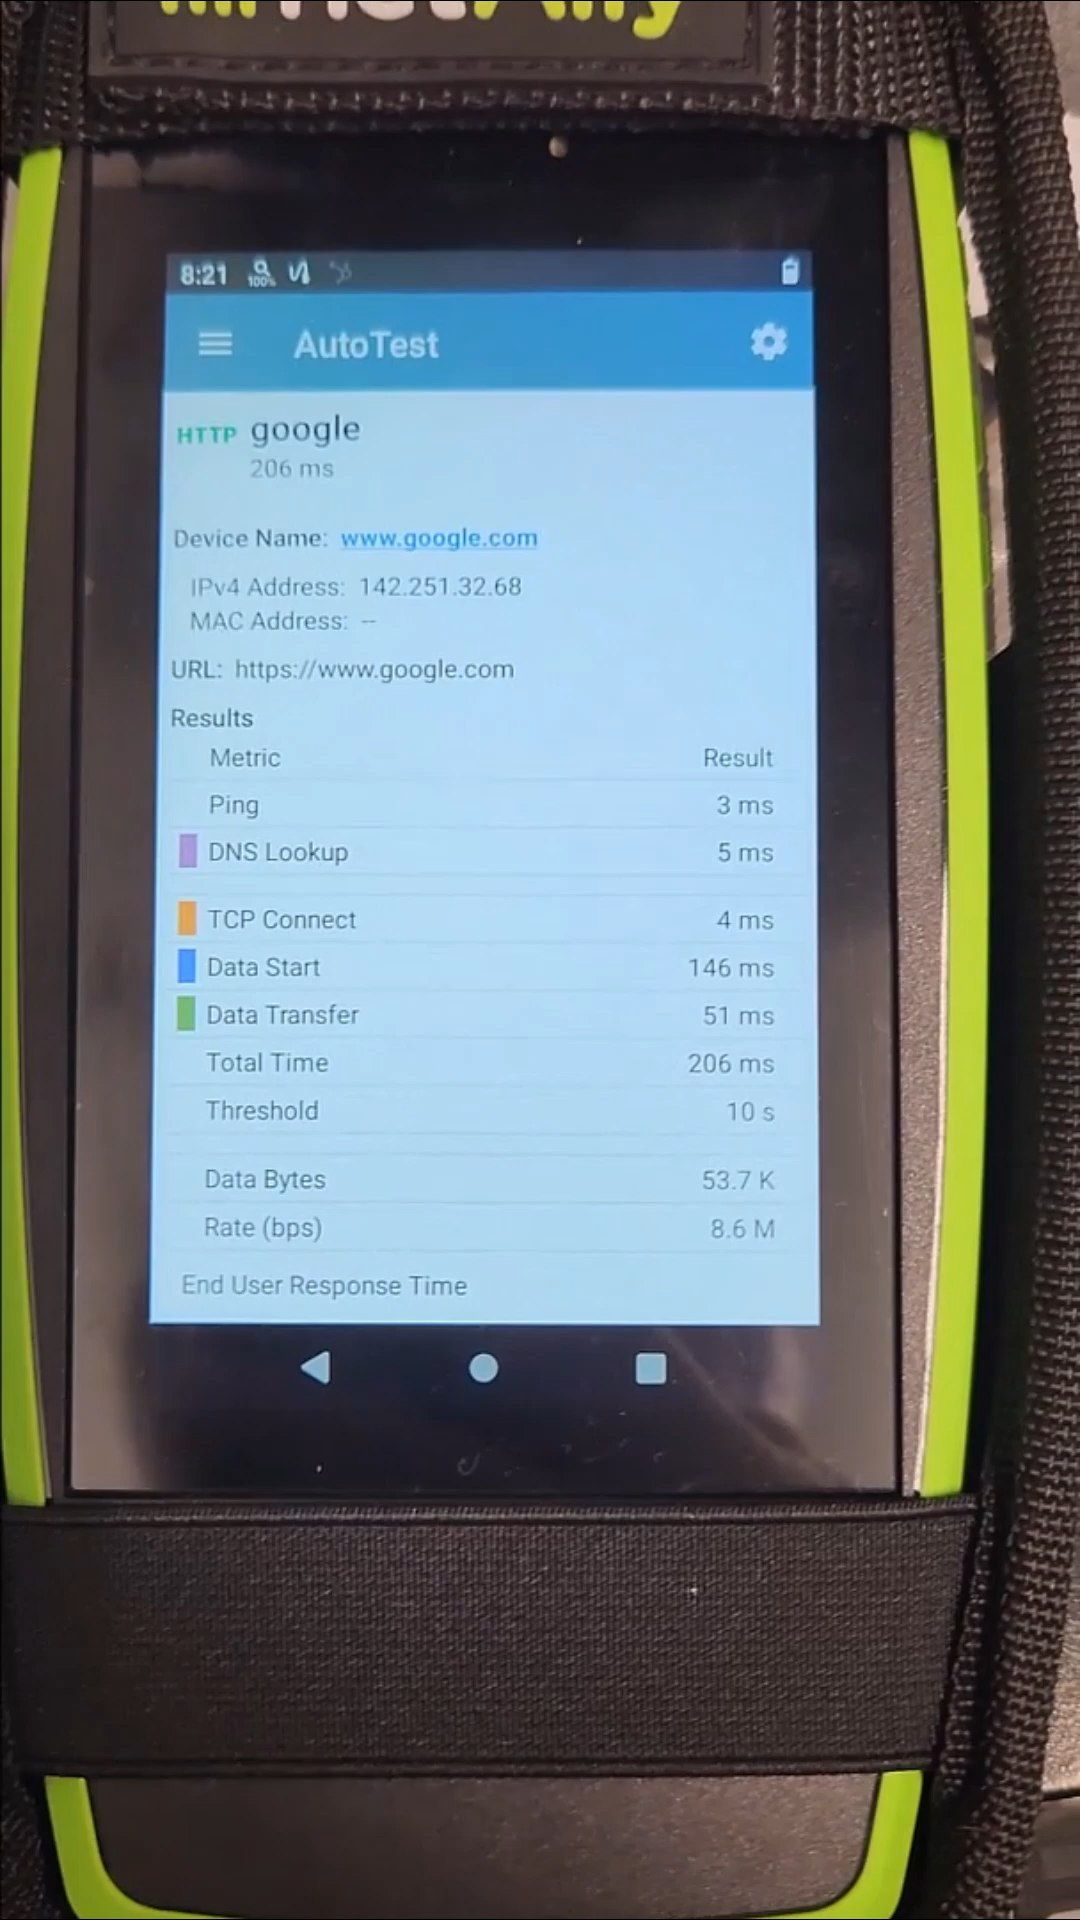 NetAlly
8:21 100%
AutoTest
HTTP google
206 ms
Device Name: www.google.com
IPv4 Address: 142.251.32.68
MAC Address: --
URL: https://www.google.com
Results
Metric Result
Ping 3 ms
DNS Lookup 5 ms
TCP Connect 4 ms
Data Start 146 ms
Data Transfer 51 ms
Total Time 206 ms
Threshold 10 s
Data Bytes 53.7 K
Rate (bps) 8.6 M
End User Response Time